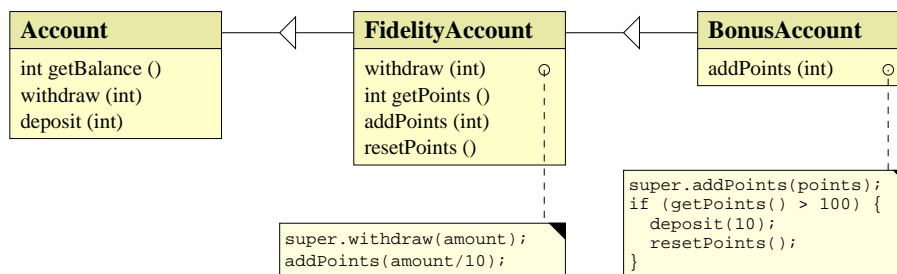 Account
int getBalance ()
withdraw (int)
deposit (int)
FidelityAccount
withdraw (int)
int getPoints ()
addPoints (int)
resetPoints ()
BonusAccount
addPoints (int)
super.withdraw(amount);
addPoints(amount/10);
super.addPoints(points);
if (getPoints() > 100) {
  deposit(10);
  resetPoints();
}